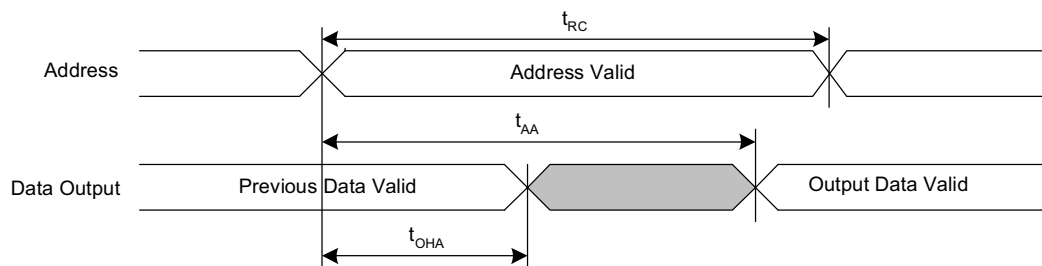 tRC
Address
Address Valid
tAA
Data Output
Previous Data Valid
Output Data Valid
tOHA